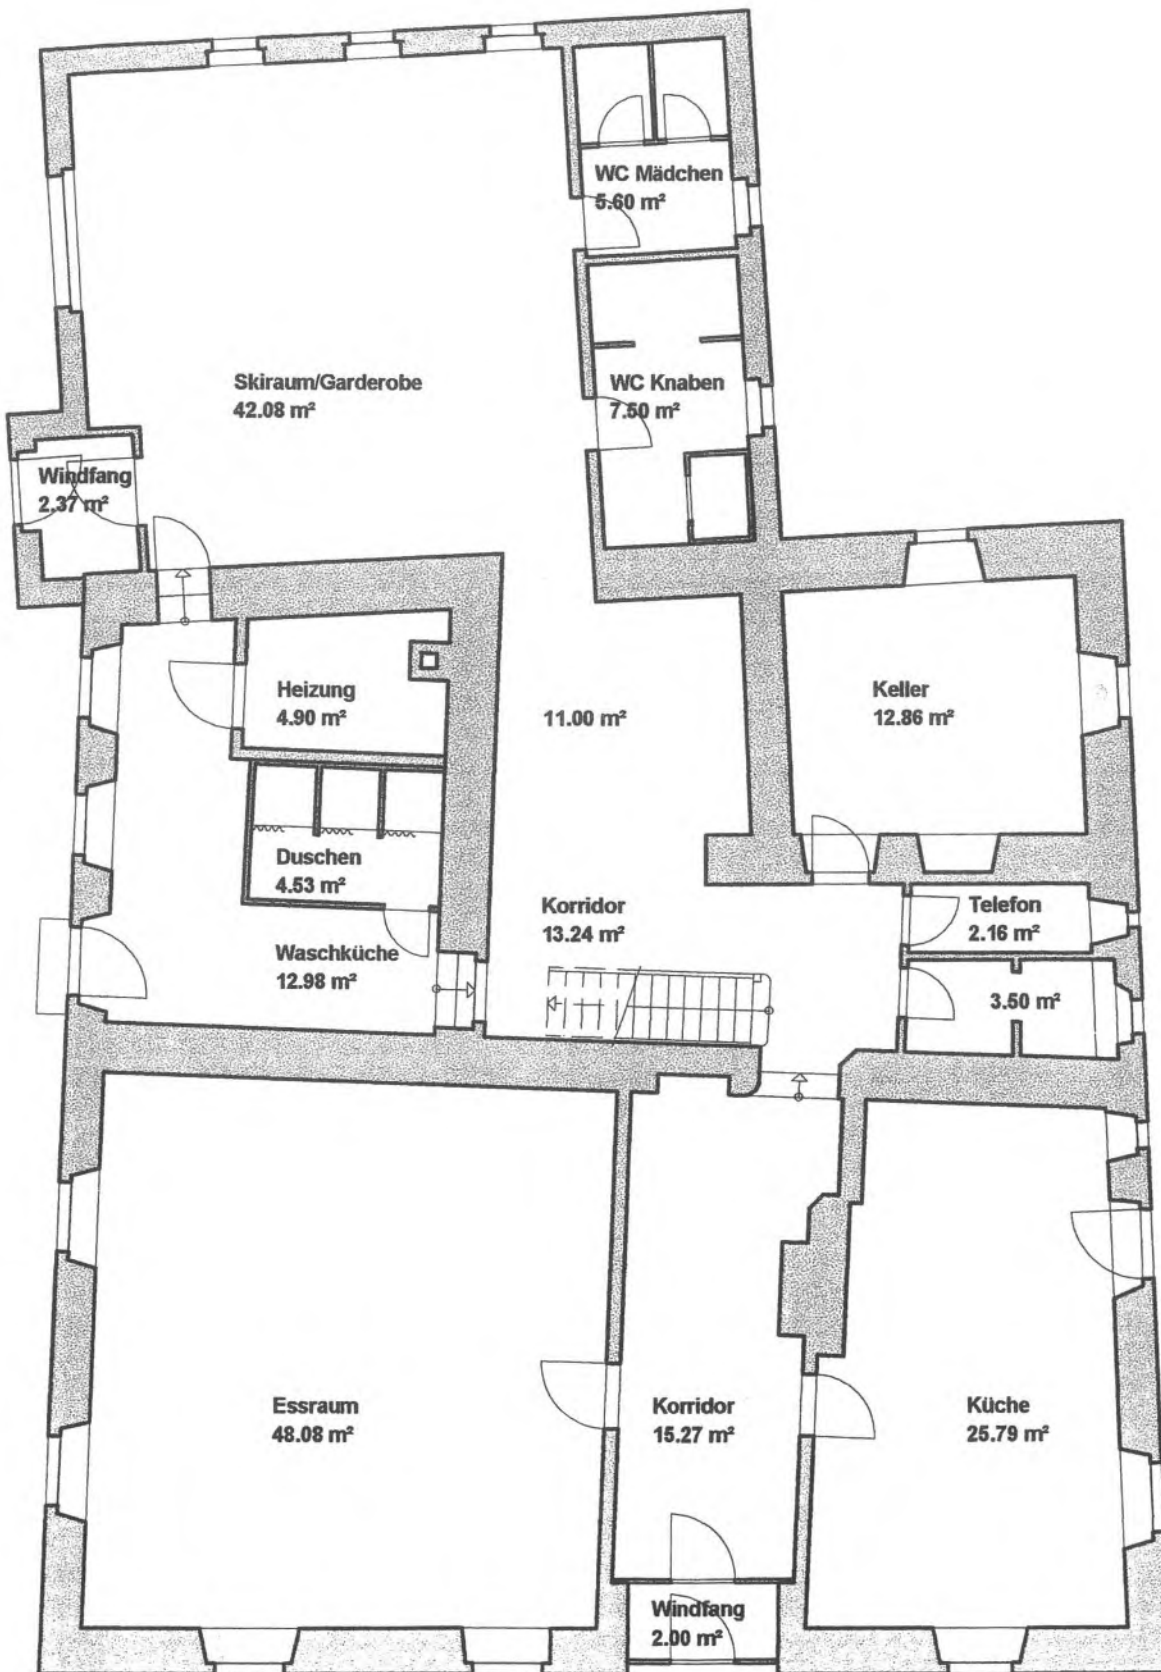 WC Mädchen
5.60 m²
Skiraum/Garderobe
42.08 m²
WC Knaben
7.50 m²
Windfang
2.37 m²
Heizung
4.90 m²
11.00 m²
Keller
12.86 m²
Duschen
4.53 m²
Korridor
13.24 m²
Telefon
2.16 m²
Waschküche
12.98 m²
3.50 m²
Essraum
48.08 m²
Korridor
15.27 m²
Küche
25.79 m²
Windfang
2.00 m²